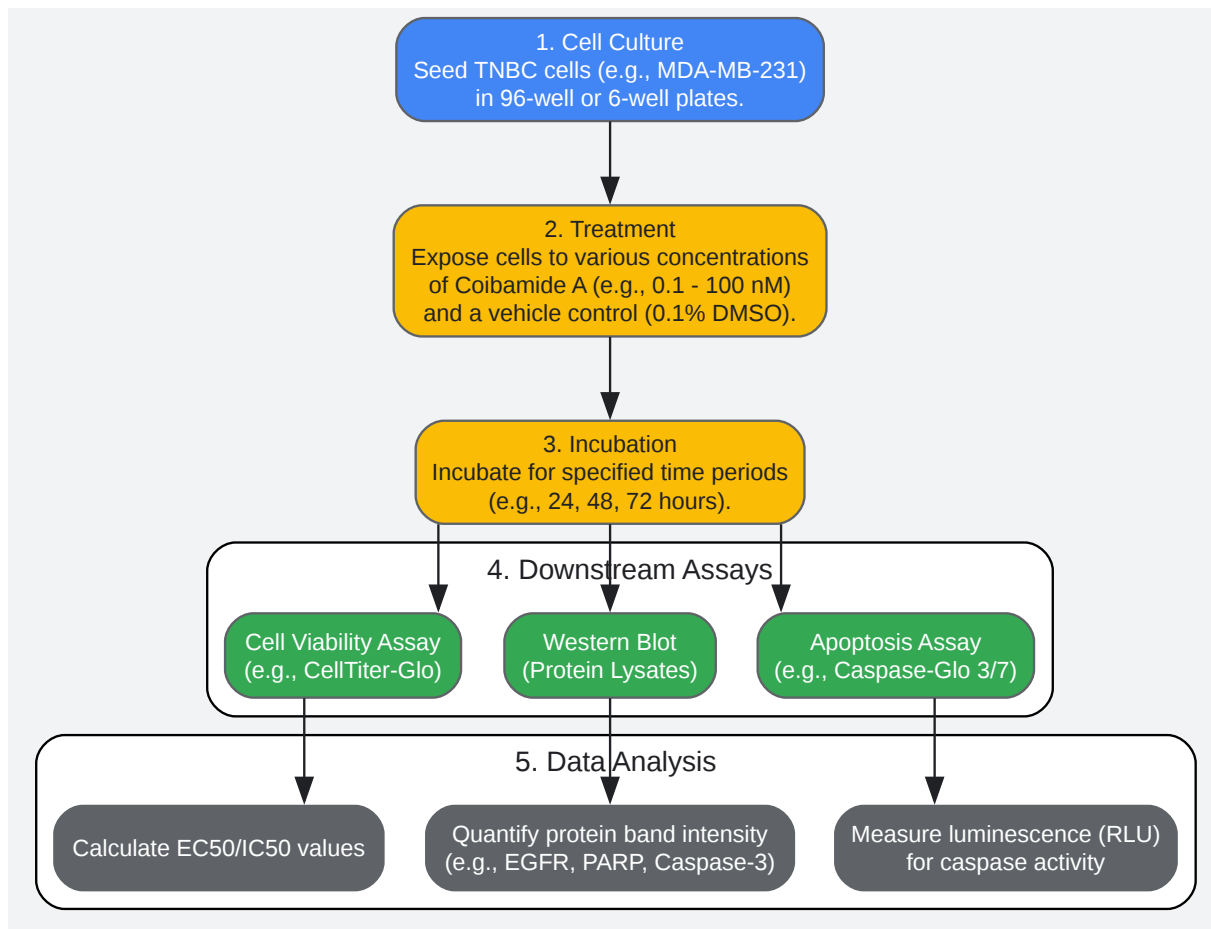 1. Cell Culture
Seed TNBC cells (e.g., MDA-MB-231)
in 96-well or 6-well plates.
2. Treatment
Expose cells to various concentrations
of Coibamide A (e.g., 0.1 - 100 nM)
and a vehicle control (0.1% DMSO).
3. Incubation
Incubate for specified time periods
(e.g., 24, 48, 72 hours).
4. Downstream Assays
Cell Viability Assay
(e.g., CellTiter-Glo)
Western Blot
(Protein Lysates)
Apoptosis Assay
(e.g., Caspase-Glo 3/7)
5. Data Analysis
Calculate EC50/IC50 values
Quantify protein band intensity
(e.g., EGFR, PARP, Caspase-3)
Measure luminescence (RLU)
for caspase activity